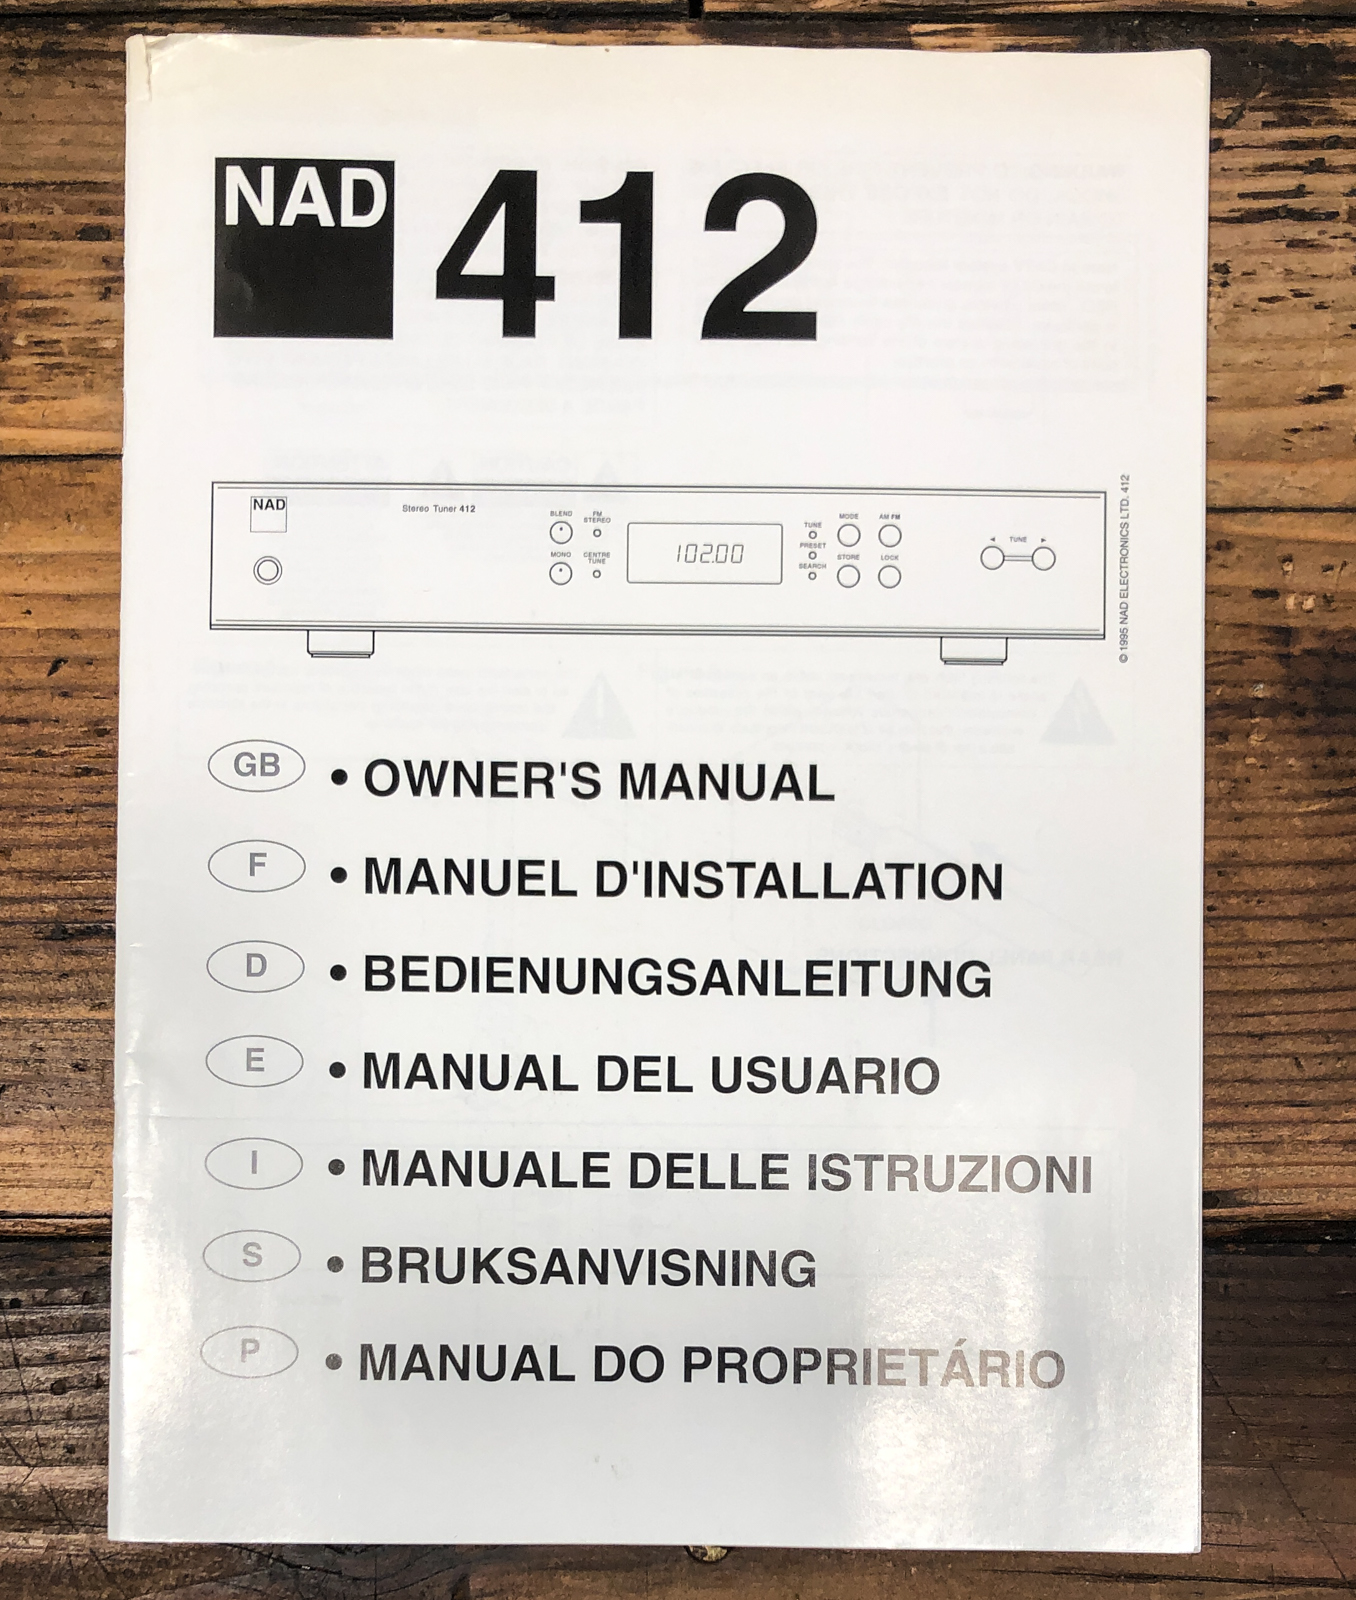 NAD 412
NAD
Stereo Tuner 412
BLEND
FM
STEREO
MONO
CENTRE
TUNE
102.00
TUNE
PRESET
SEARCH
MODE
AM FM
STORE
LOCK
TUNE
© 1995 NAD ELECTRONICS LTD. 412
GB • OWNER'S MANUAL
F • MANUEL D'INSTALLATION
D • BEDIENUNGSANLEITUNG
E • MANUAL DEL USUARIO
I • MANUALE DELLE ISTRUZIONI
S • BRUKSANVISNING
P • MANUAL DO PROPRIETÁRIO